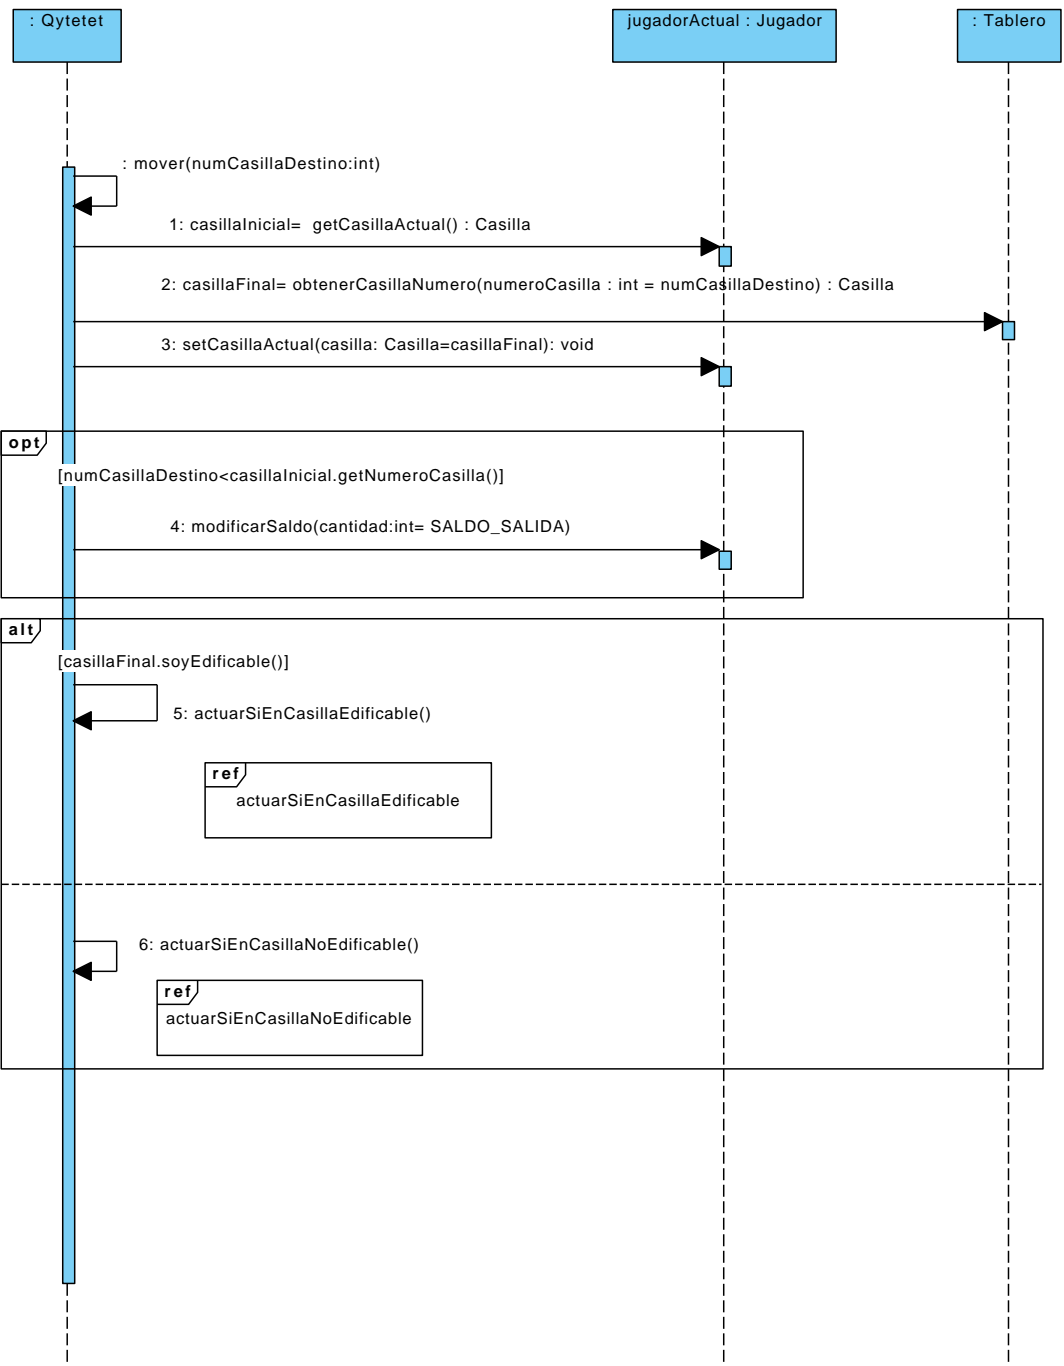 : Qytetet
jugadorActual : Jugador
: Tablero
: mover(numCasillaDestino:int)
1: casillaInicial=  getCasillaActual() : Casilla
2: casillaFinal= obtenerCasillaNumero(numeroCasilla : int = numCasillaDestino) : Casilla
3: setCasillaActual(casilla: Casilla=casillaFinal): void
opt
[numCasillaDestino<casillaInicial.getNumeroCasilla()]
4: modificarSaldo(cantidad:int= SALDO_SALIDA)
alt
[casillaFinal.soyEdificable()]
5: actuarSiEnCasillaEdificable()
ref
actuarSiEnCasillaEdificable
6: actuarSiEnCasillaNoEdificable()
ref
actuarSiEnCasillaNoEdificable